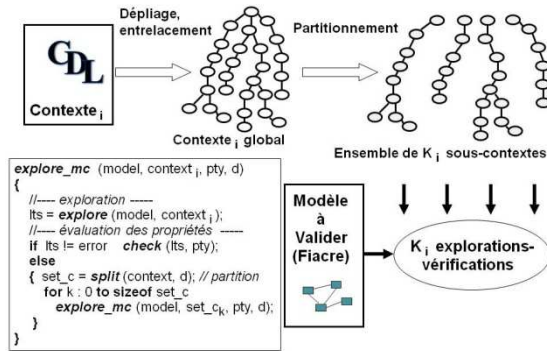 Dépliage,
entrelacement
Partitionnement
CDL
Contexte i
Contexte i global
Ensemble de K i sous-contextes
explore_mc (model, context i, pty, d)
{
//---- exploration -----
lts = explore (model, context i);
//---- évaluation des propriétés -----
if lts != error check (lts, pty);
else
{ set_c = split (context, d); // partition
for k : 0 to sizeof set_c
explore_mc (model, set_c k, pty, d);
}
}
Modèle
à
Valider
(Fiacre)
K i explorations-
vérifications